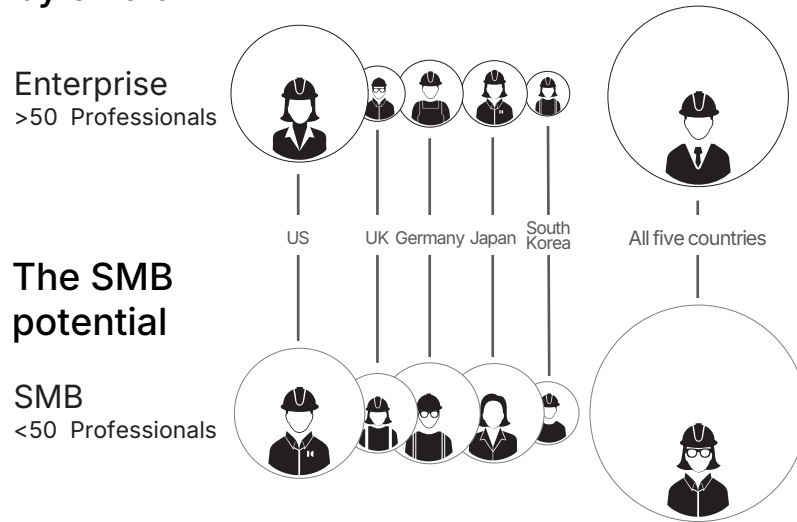 Enterprise
>50 Professionals
US
UK
Germany
Japan
South
Korea
All five countries
The SMB
potential
SMB
<50 Professionals